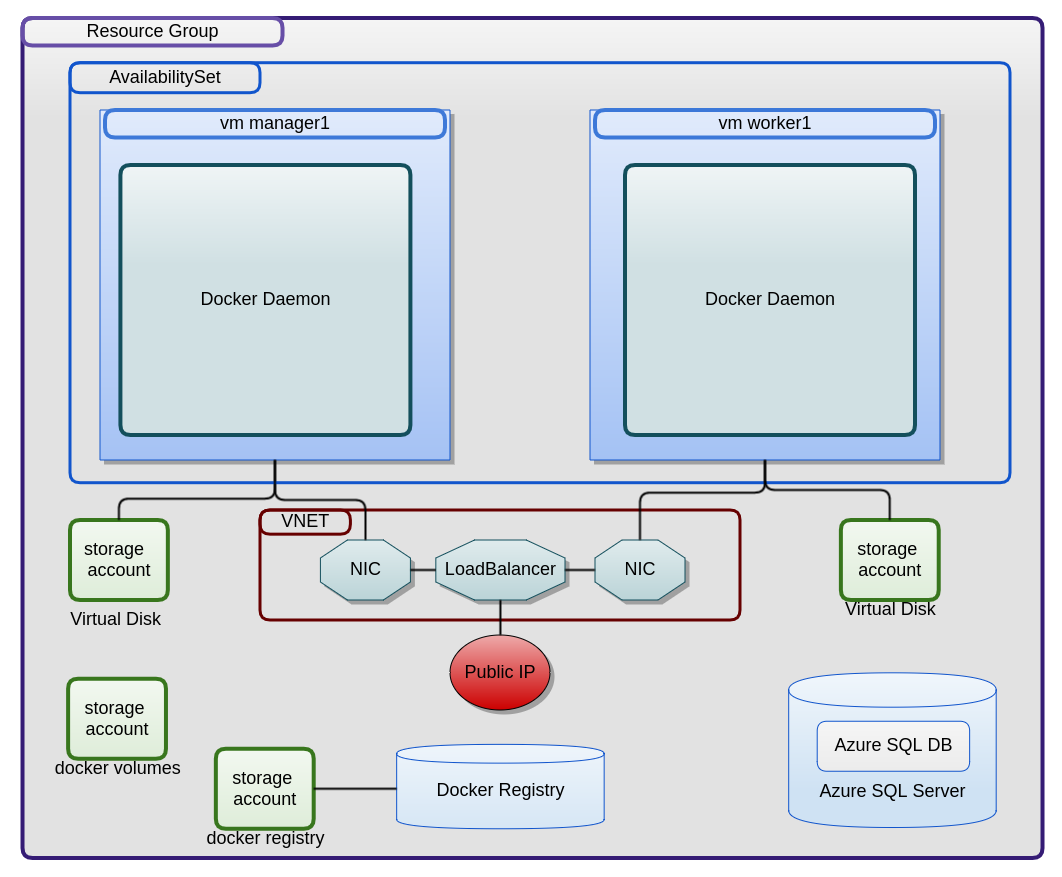 Resource Group
AvailabilitySet
vm manager1
vm worker1
Docker Daemon
Docker Daemon
VNET
storage
account
Virtual Disk
NIC
LoadBalancer
NIC
storage
account
Virtual Disk
Public IP
storage
account
docker volumes
storage
account
docker registry
Docker Registry
Azure SQL DB
Azure SQL Server